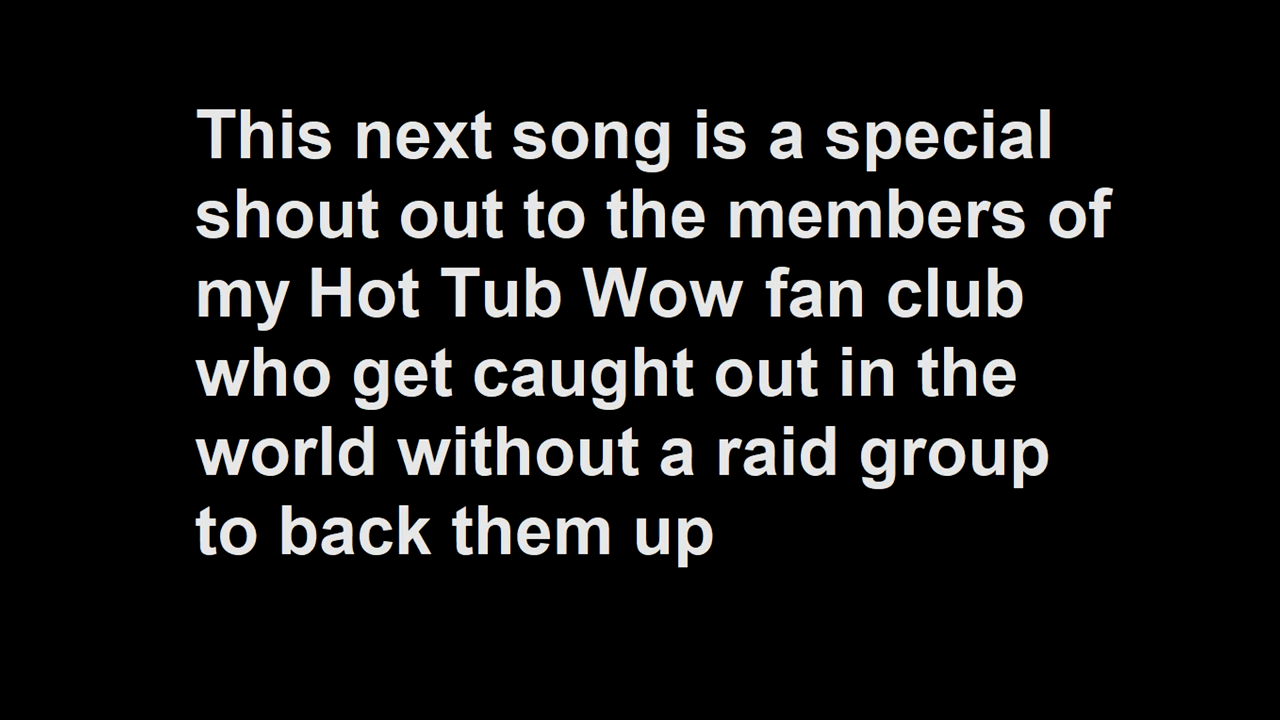 This next song is a special
shout out to the members of
my Hot Tub Wow fan club
who get caught out in the
world without a raid group
to back them up